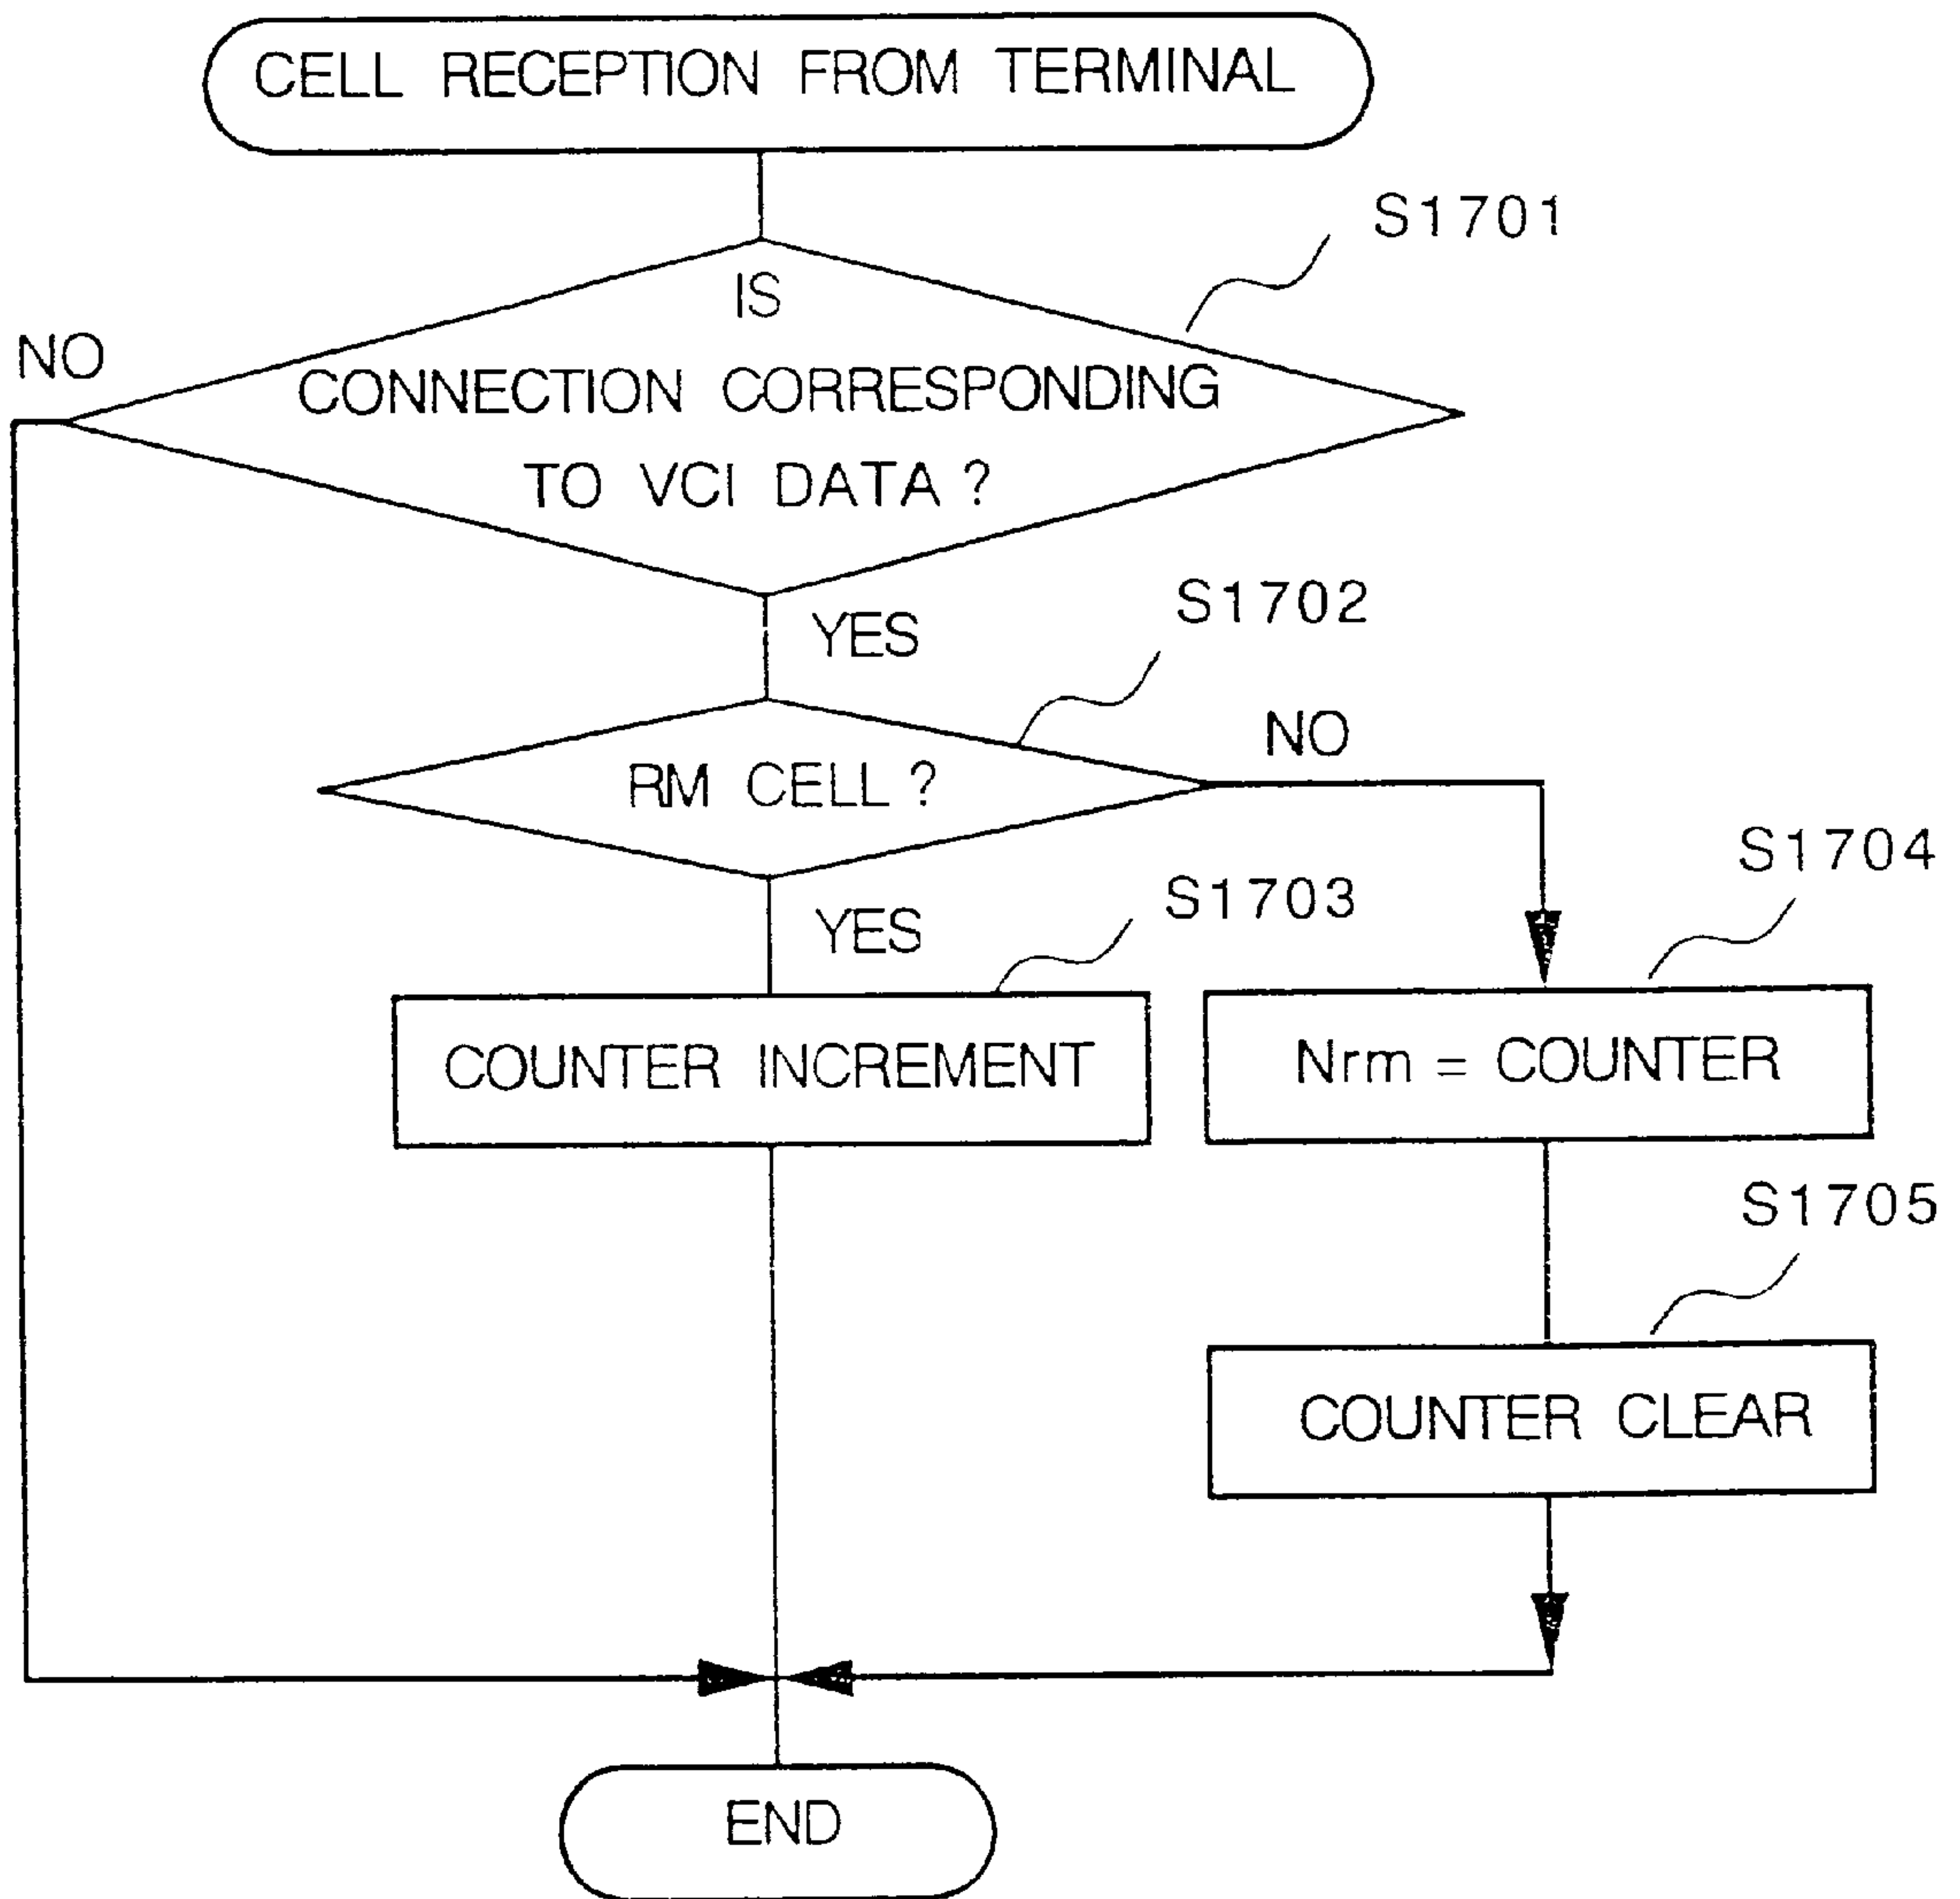 CELL RECEPTION FROM TERMINAL
S1701
IS
NO
CONNECTION CORRESPONDING
TO VCI DATA ?
S1702
YES
NO
RM CELL ?
S1704
S1703
YES
COUNTER INCREMENT
Nrm = COUNTER
S1705
COUNTER CLEAR
END